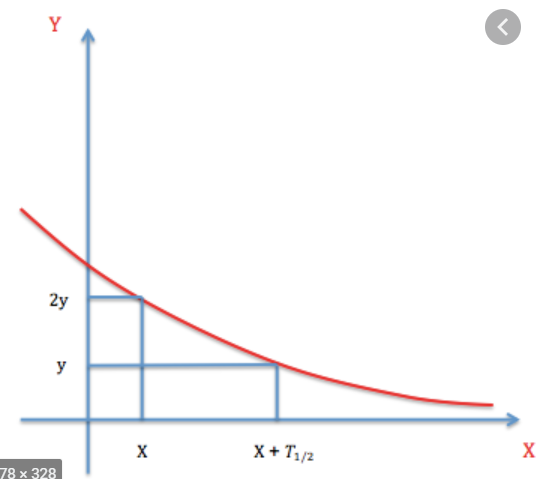 Y
2y
y
X
X + T₁/₂
X
78 × 328